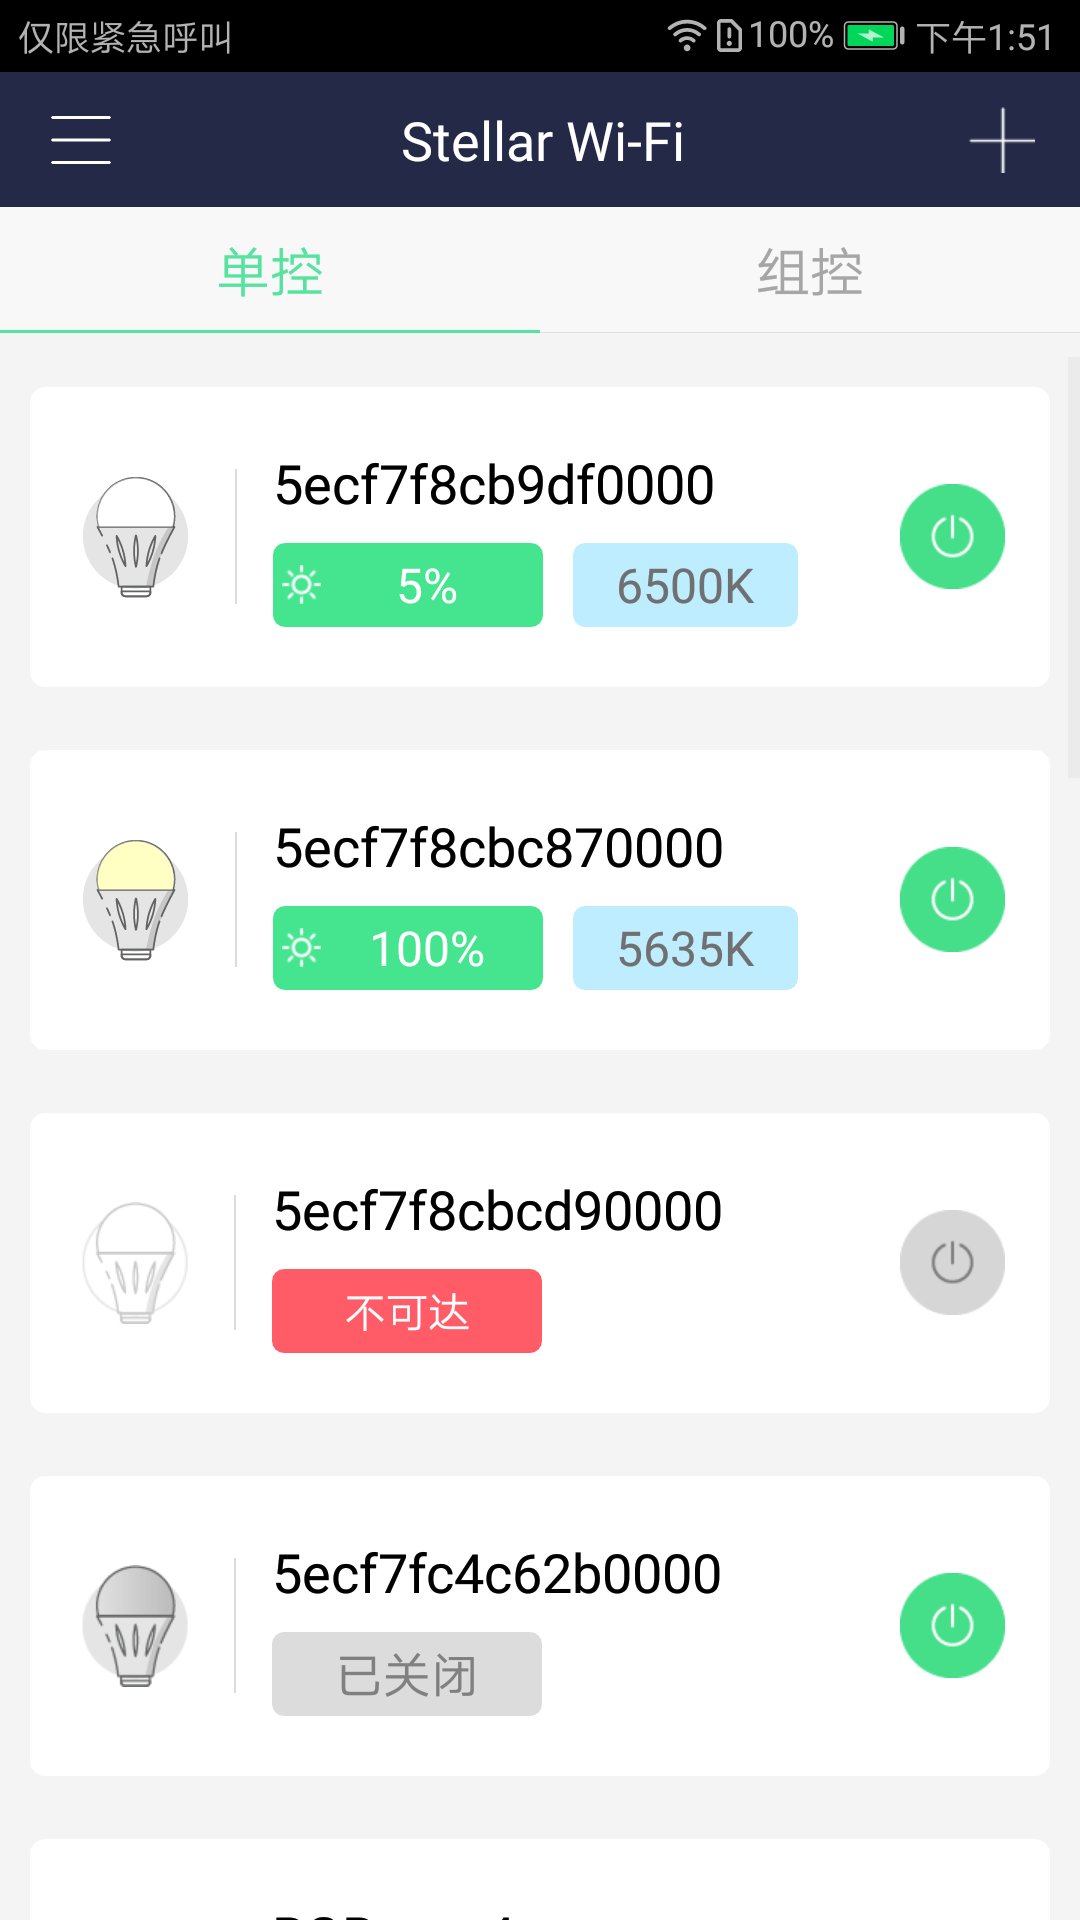 仅限紧急呼叫 100% 下午1:51
Stellar Wi-Fi
单控 组控
5ecf7f8cb9df0000
5% 6500K
5ecf7f8cbc870000
100% 5635K
5ecf7f8cbcd90000
不可达
5ecf7fc4c62b0000
已关闭